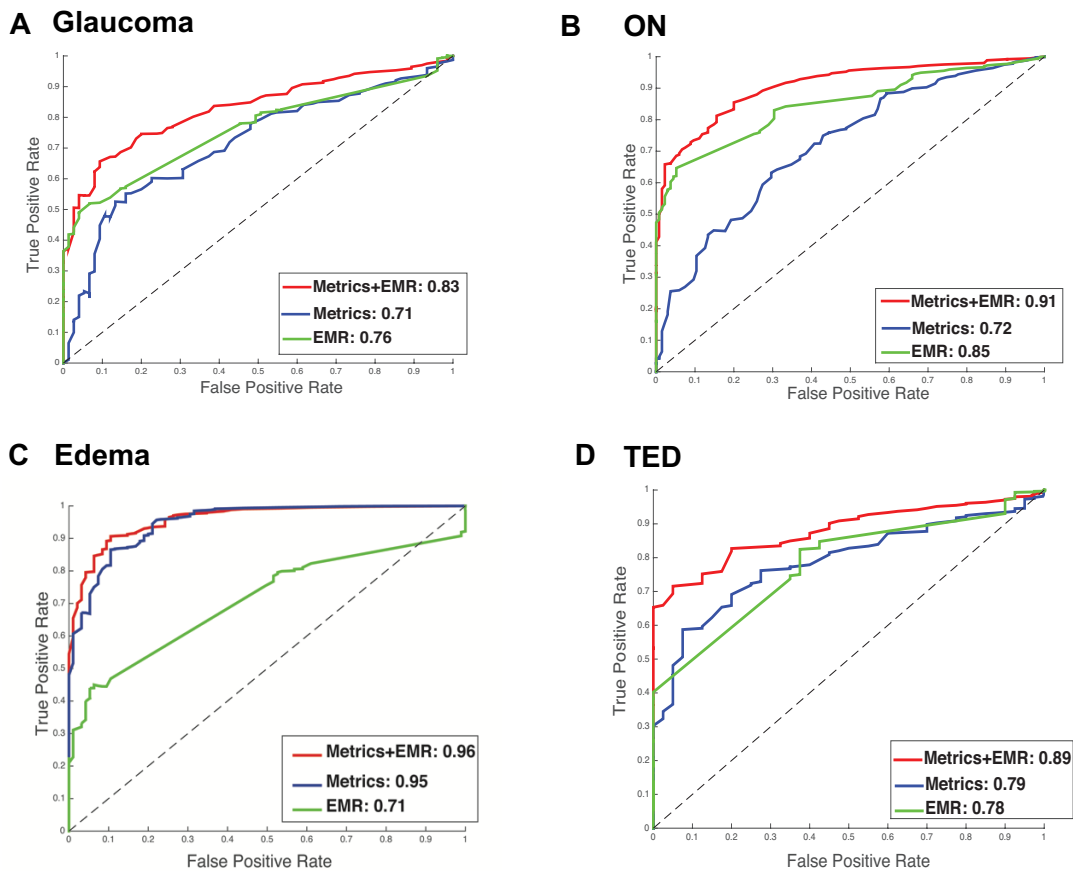 A Glaucoma
1
0.9
0.8
0.7
0.6
0.5
0.4
0.3
0.2
0.1
0
True Positive Rate
Metrics+EMR: 0.83
Metrics: 0.71
EMR: 0.76
0 0.1 0.2 0.3 0.4 0.5 0.6 0.7 0.8 0.9 1
False Positive Rate
B ON
1
0.9
0.8
0.7
0.6
0.5
0.4
0.3
0.2
0.1
0
True Positive Rate
Metrics+EMR: 0.91
Metrics: 0.72
EMR: 0.85
0 0.1 0.2 0.3 0.4 0.5 0.6 0.7 0.8 0.9 1
False Positive Rate
C Edema
1
0.9
0.8
0.7
0.6
0.5
0.4
0.3
0.2
0.1
0
True Positive Rate
Metrics+EMR: 0.96
Metrics: 0.95
EMR: 0.71
0 0.1 0.2 0.3 0.4 0.5 0.6 0.7 0.8 0.9 1
False Positive Rate
D TED
1
0.9
0.8
0.7
0.6
0.5
0.4
0.3
0.2
0.1
0
True Positive Rate
Metrics+EMR: 0.89
Metrics: 0.79
EMR: 0.78
0 0.1 0.2 0.3 0.4 0.5 0.6 0.7 0.8 0.9 1
False Positive Rate